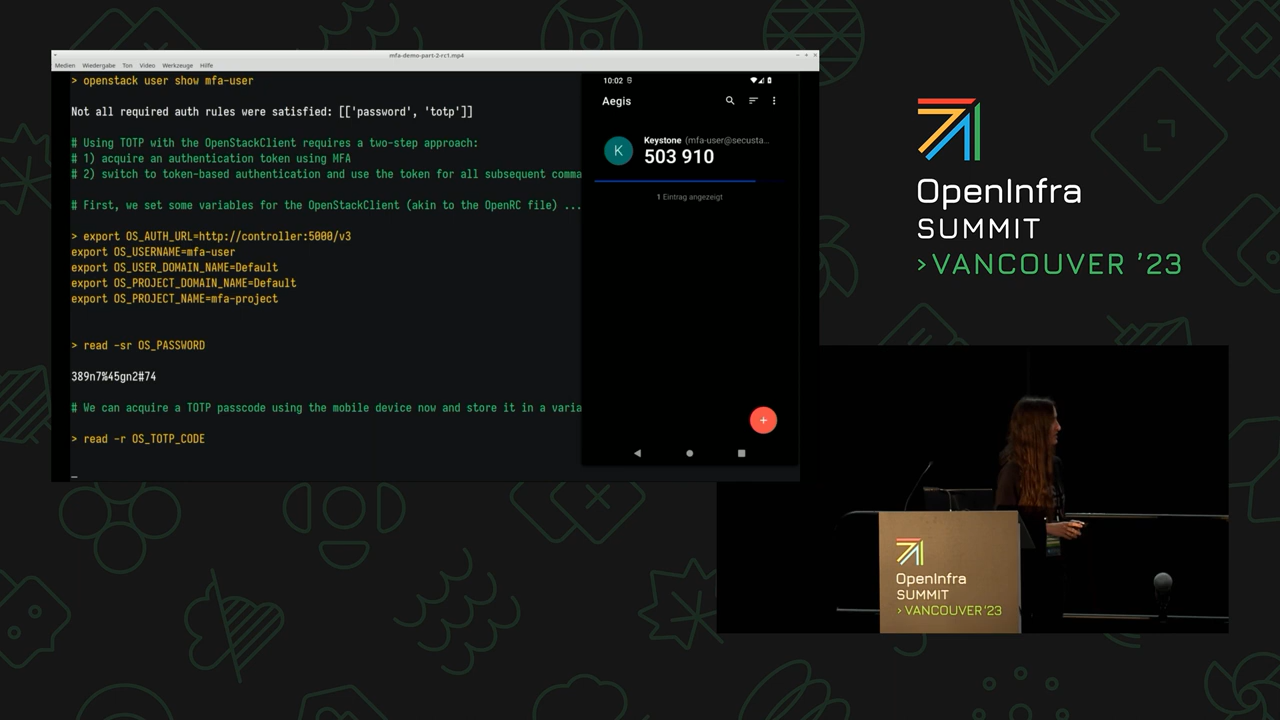 mfa-demo-part-2-rc1.mp4
Medien Wiedergabe Ton Video Werkzeuge Hilfe
> openstack user show mfa-user
Not all required auth rules were satisfied: [['password', 'totp']]
# Using TOTP with the OpenStackClient requires a two-step approach:
# 1) acquire an authentication token using MFA
# 2) switch to token-based authentication and use the token for all subsequent comma
# First, we set some variables for the OpenStackClient (akin to the OpenRC file) ...
> export OS_AUTH_URL=http://controller:5000/v3
export OS_USERNAME=mfa-user
export OS_USER_DOMAIN_NAME=Default
export OS_PROJECT_DOMAIN_NAME=Default
export OS_PROJECT_NAME=mfa-project
> read -sr OS_PASSWORD
389n7%45gn2#74
# We can acquire a TOTP passcode using the mobile device now and store it in a varia
> read -r OS_TOTP_CODE
10:02
Aegis
K
Keystone (mfa-user@secusta...
503 910
1 Eintrag angezeigt
+
OpenInfra
SUMMIT
>VANCOUVER '23
OpenInfra
SUMMIT
>VANCOUVER '23